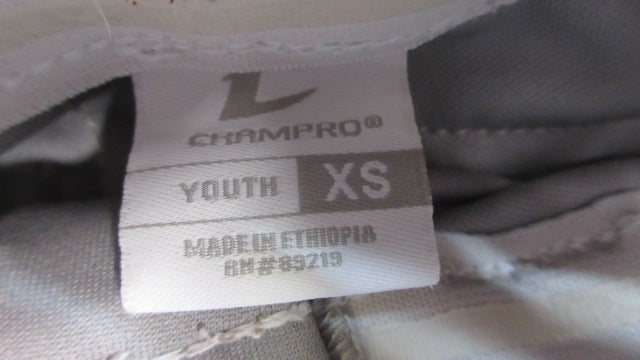 CHAMPRO®
YOUTH XS
MADE IN ETHIOPIA
RN# 89219